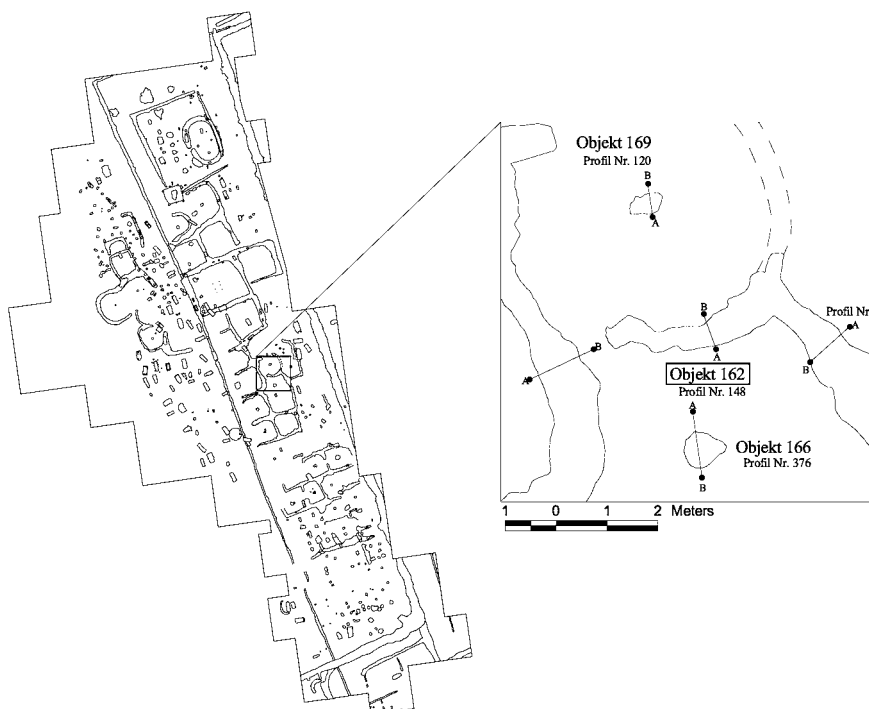 Objekt 169
Profil Nr. 120
B
A
B
A
Profil Nr
A
B
B
A
Objekt 162
Profil Nr. 148
A
Objekt 166
Profil Nr. 376
B
1 0 1 2 Meters